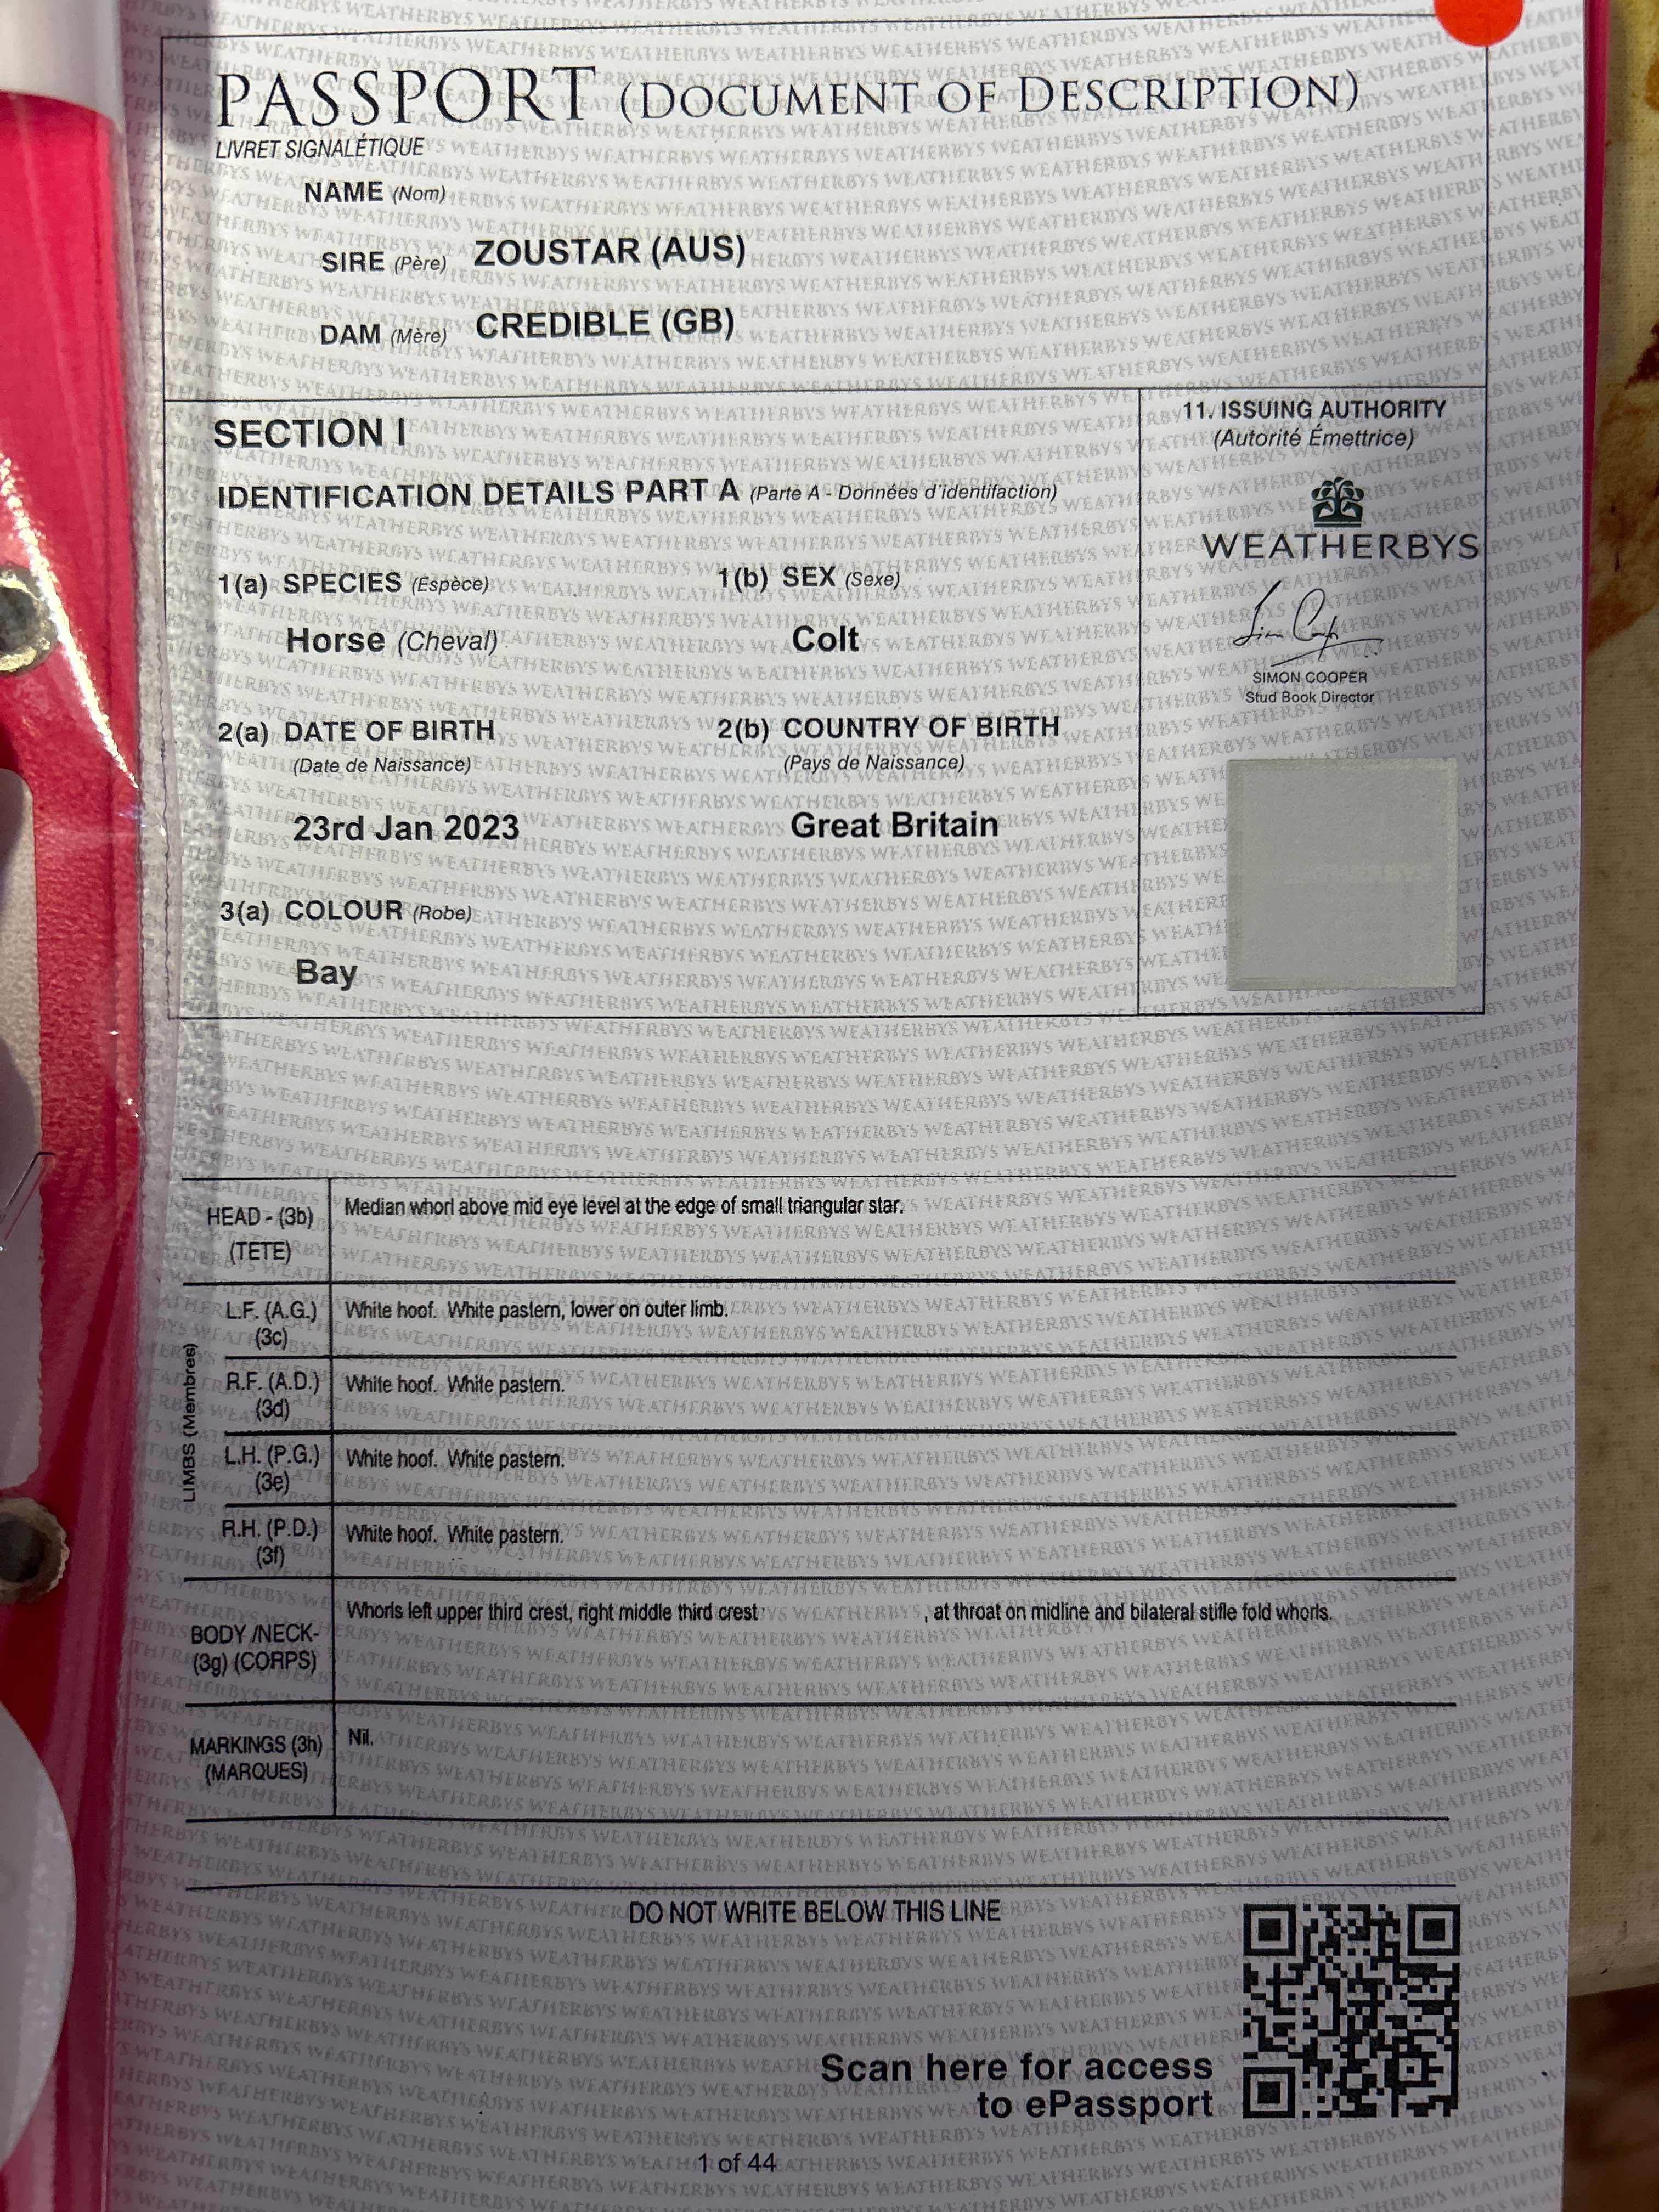 PASSPORT (DOCUMENT OF DESCRIPTION)
LIVRET SIGNALÉTIQUE
NAME (Nom)
SIRE (Père) ZOUSTAR (AUS)
DAM (Mère) CREDIBLE (GB)
SECTION I
IDENTIFICATION DETAILS PART A (Parte A - Données d'identifaction)
1(a) SPECIES (Espèce) 1(b) SEX (Sexe)
Horse (Cheval) Colt
2(a) DATE OF BIRTH 2(b) COUNTRY OF BIRTH
(Date de Naissance) (Pays de Naissance)
23rd Jan 2023 Great Britain
3(a) COLOUR (Robe)
Bay
11. ISSUING AUTHORITY
(Autorité Émettrice)
WEATHERBYS
SIMON COOPER
Stud Book Director
HEAD - (3b) Median whorl above mid eye level at the edge of small triangular star.
(TETE)
LIMBS (Membres)
L.F. (A.G.) White hoof. White pastern, lower on outer limb.
(3c)
R.F. (A.D.) White hoof. White pastern.
(3d)
L.H. (P.G.) White hoof. White pastern.
(3e)
R.H. (P.D.) White hoof. White pastern.
(3f)
Whorls left upper third crest, right middle third crest , at throat on midline and bilateral stifle fold whorls.
BODY /NECK-
(3g) (CORPS)
MARKINGS (3h) Nil.
(MARQUES)
DO NOT WRITE BELOW THIS LINE
Scan here for access
to ePassport
1 of 44